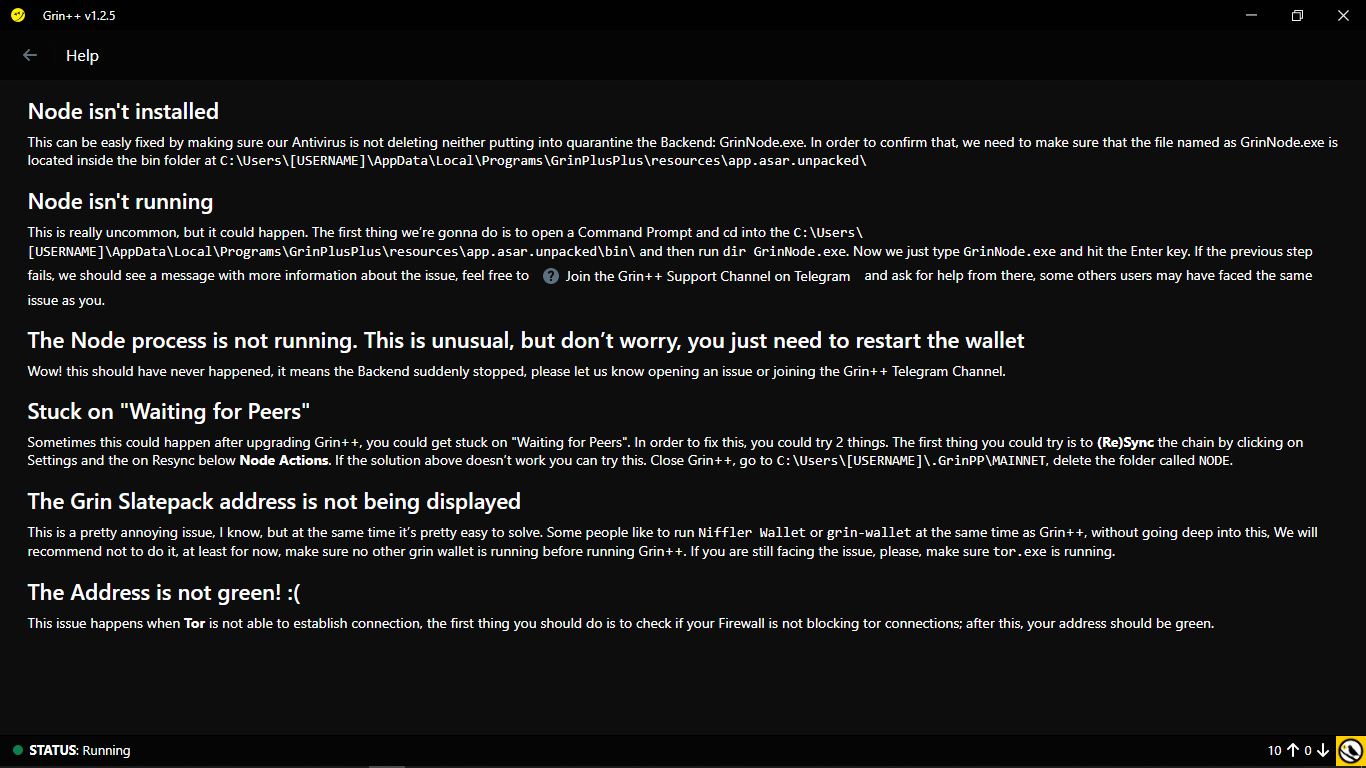 Grin++ v1.2.5
Help
Node isn't installed
This can be easly fixed by making sure our Antivirus is not deleting neither putting into quarantine the Backend: GrinNode.exe. In order to confirm that, we need to make sure that the file named as GrinNode.exe is
located inside the bin folder at C:\Users\[USERNAME]\AppData\Local\Programs\GrinPlusPlus\resources\app.asar.unpacked\
Node isn't running
This is really uncommon, but it could happen. The first thing we’re gonna do is to open a Command Prompt and cd into the C:\Users\
[USERNAME]\AppData\Local\Programs\GrinPlusPlus\resources\app.asar.unpacked\bin\ and then run dir GrinNode.exe. Now we just type GrinNode.exe and hit the Enter key. If the previous step
fails, we should see a message with more information about the issue, feel free to ? Join the Grin++ Support Channel on Telegram and ask for help from there, some others users may have faced the same
issue as you.
The Node process is not running. This is unusual, but don’t worry, you just need to restart the wallet
Wow! this should have never happened, it means the Backend suddenly stopped, please let us know opening an issue or joining the Grin++ Telegram Channel.
Stuck on "Waiting for Peers"
Sometimes this could happen after upgrading Grin++, you could get stuck on "Waiting for Peers". In order to fix this, you could try 2 things. The first thing you could try is to (Re)Sync the chain by clicking on
Settings and the on Resync below Node Actions. If the solution above doesn’t work you can try this. Close Grin++, go to C:\Users\[USERNAME]\.GrinPP\MAINNET, delete the folder called NODE.
The Grin Slatepack address is not being displayed
This is a pretty annoying issue, I know, but at the same time it’s pretty easy to solve. Some people like to run Niffler Wallet or grin-wallet at the same time as Grin++, without going deep into this, We will
recommend not to do it, at least for now, make sure no other grin wallet is running before running Grin++. If you are still facing the issue, please, make sure tor.exe is running.
The Address is not green! :(
This issue happens when Tor is not able to establish connection, the first thing you should do is to check if your Firewall is not blocking tor connections; after this, your address should be green.
STATUS: Running
10 ↑ 0 ↓